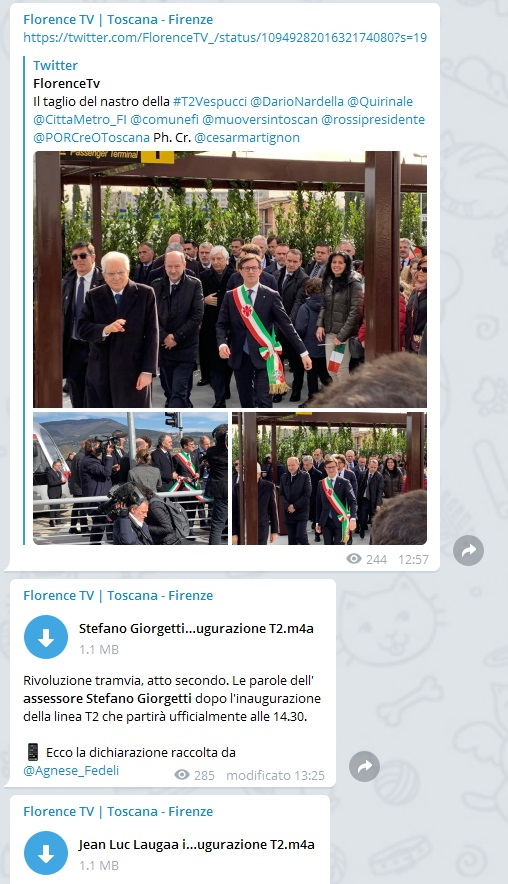 Florence TV | Toscana - Firenze
https://twitter.com/FlorenceTV_/status/1094928201632174080?s=19
Twitter
FlorenceTv
Il taglio del nastro della #T2Vespucci @DarioNardella @Quirinale
@CittaMetro_FI @comunefi @muoversintoscan @rossipresidente
@PORCreOToscana Ph. Cr. @cesarmartignon
Passenger Terminal 1
244 12:57
Florence TV | Toscana - Firenze
Stefano Giorgetti...ugurazione T2.m4a
1.1 MB
Rivoluzione tramvia, atto secondo. Le parole dell'
assessore Stefano Giorgetti dopo l'inaugurazione
della linea T2 che partirà ufficialmente alle 14.30.
Ecco la dichiarazione raccolta da
@Agnese_Fedeli
285 modificato 13:25
Florence TV | Toscana - Firenze
Jean Luc Laugaa i...ugurazione T2.m4a
1.1 MB